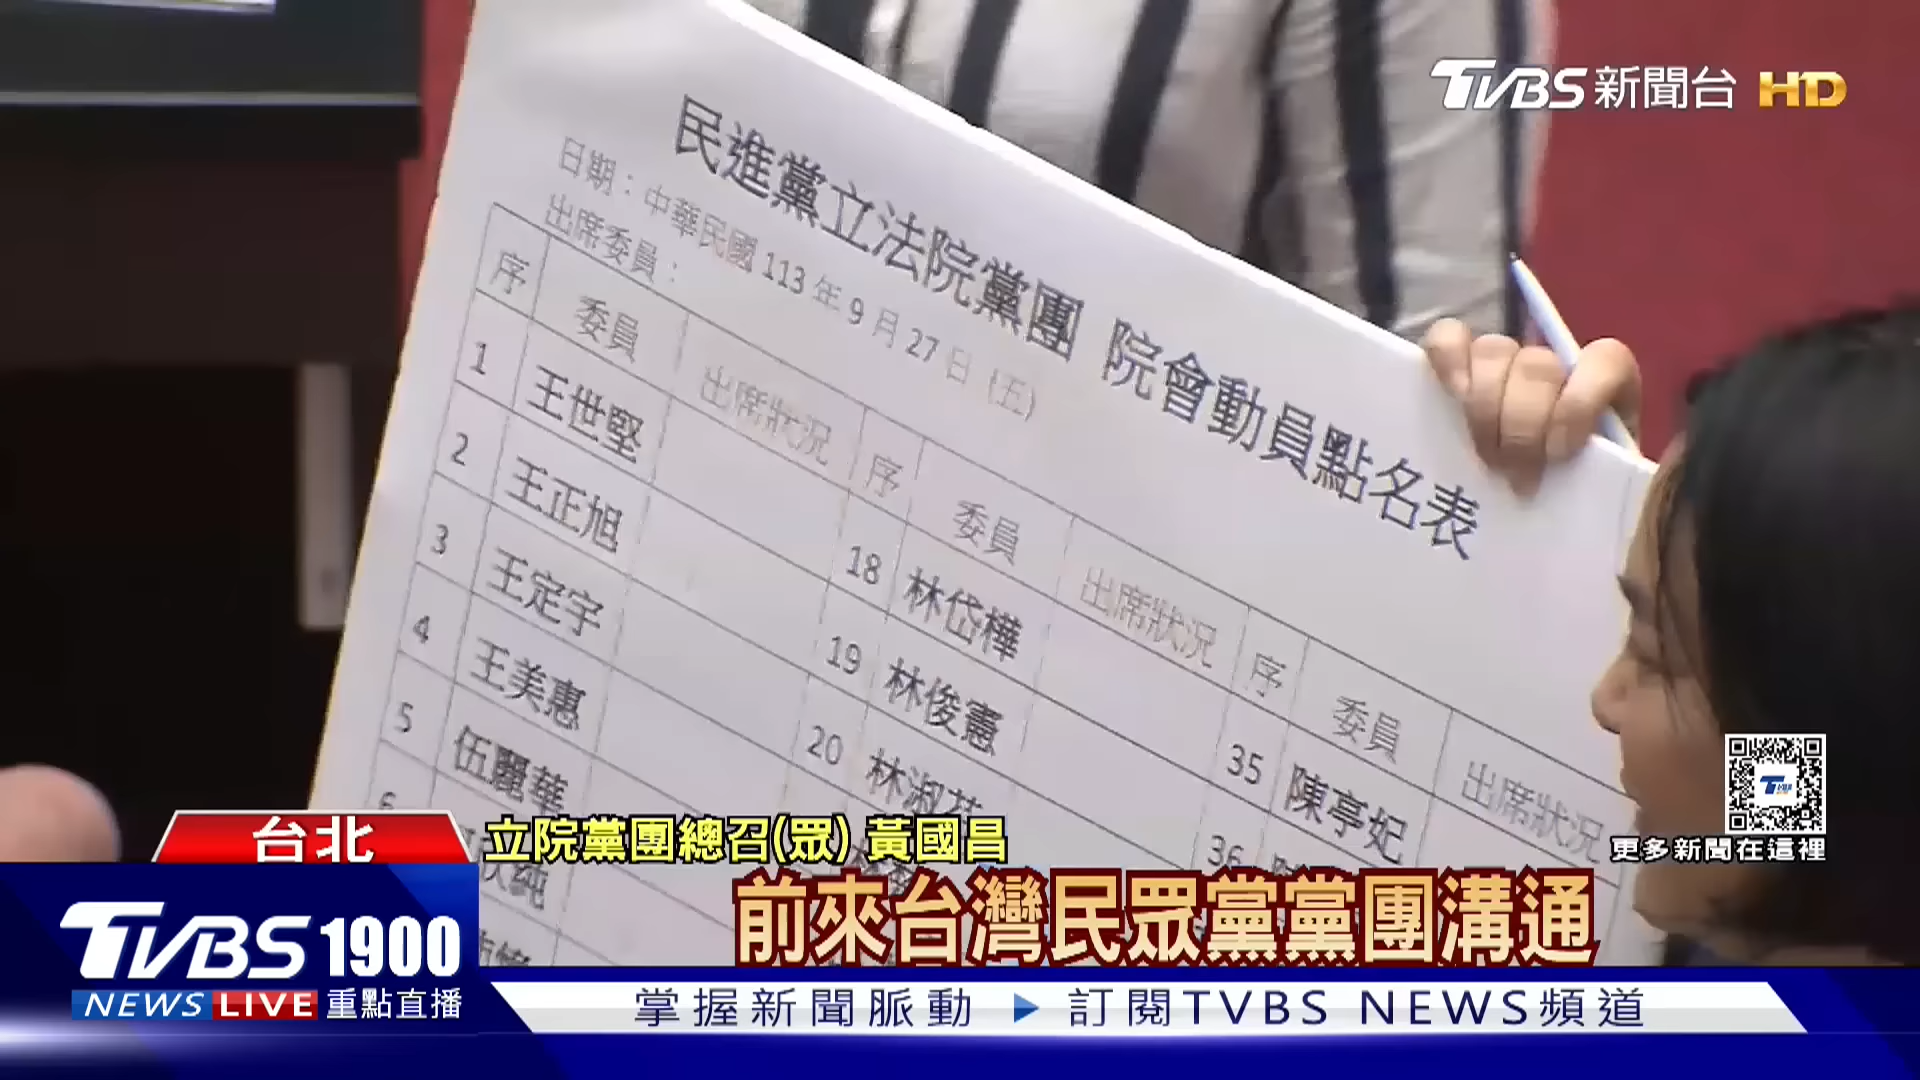 TVBS新聞台 HD
民進黨立法院黨團 院會動員點名表
日期：中華民國 113 年 9 月 27 日 (五)
出席委員：
序 委員 出席狀況 序 委員 出席狀況 序 委員 出席狀況
1 王世堅 18 林岱樺 35 陳亭妃
2 王正旭 19 林俊憲 36
3 王定宇 20 林淑芬
4 王美惠
5 伍麗華
6
更多新聞在這裡
台北
立院黨團總召(眾) 黃國昌
前來台灣民眾黨黨團溝通
TVBS 1900
NEWS LIVE 重點直播
掌握新聞脈動 ▶ 訂閱TVBS NEWS頻道